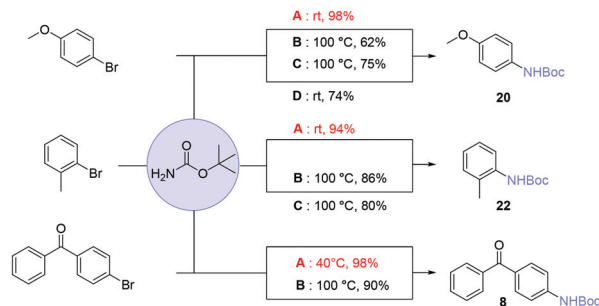 A : rt, 98%
B : 100 °C, 62%
C : 100 °C, 75%
D : rt, 74%
O
Br
O
NHBoc
20
A : rt, 94%
B : 100 °C, 86%
C : 100 °C, 80%
Br
O
H2N
O
NHBoc
22
O
Br
A : 40°C, 98%
B : 100 °C, 90%
O
NHBoc
8